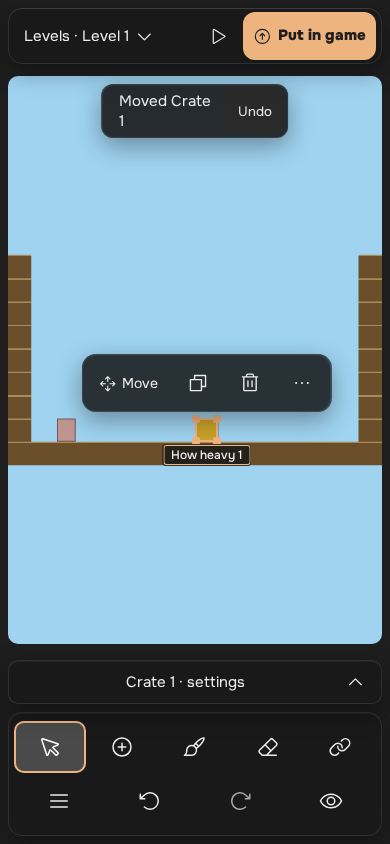 Levels · Level 1
Put in game
Moved Crate
1
Undo
Move
How heavy 1
Crate 1 · settings